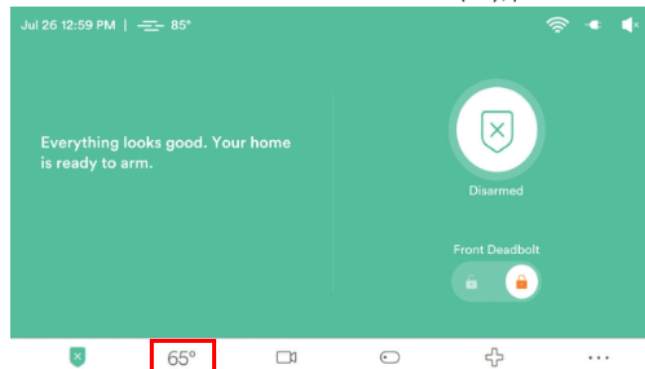 Jul 26 12:59 PM | 85°
Everything looks good. Your home
is ready to arm.
Disarmed
Front Deadbolt
65°